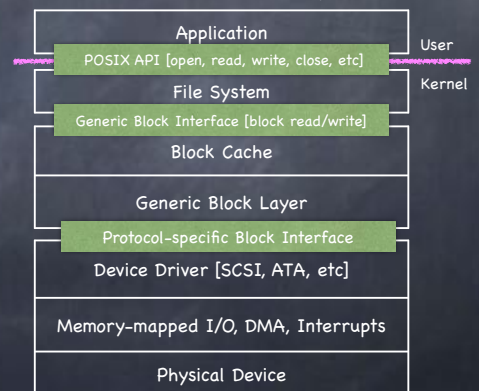 Application
User
POSIX API [open, read, write, close, etc]
Kernel
File System
Generic Block Interface [block read/write]
Block Cache
Generic Block Layer
Protocol-specific Block Interface
Device Driver [SCSI, ATA, etc]
Memory-mapped I/O, DMA, Interrupts
Physical Device